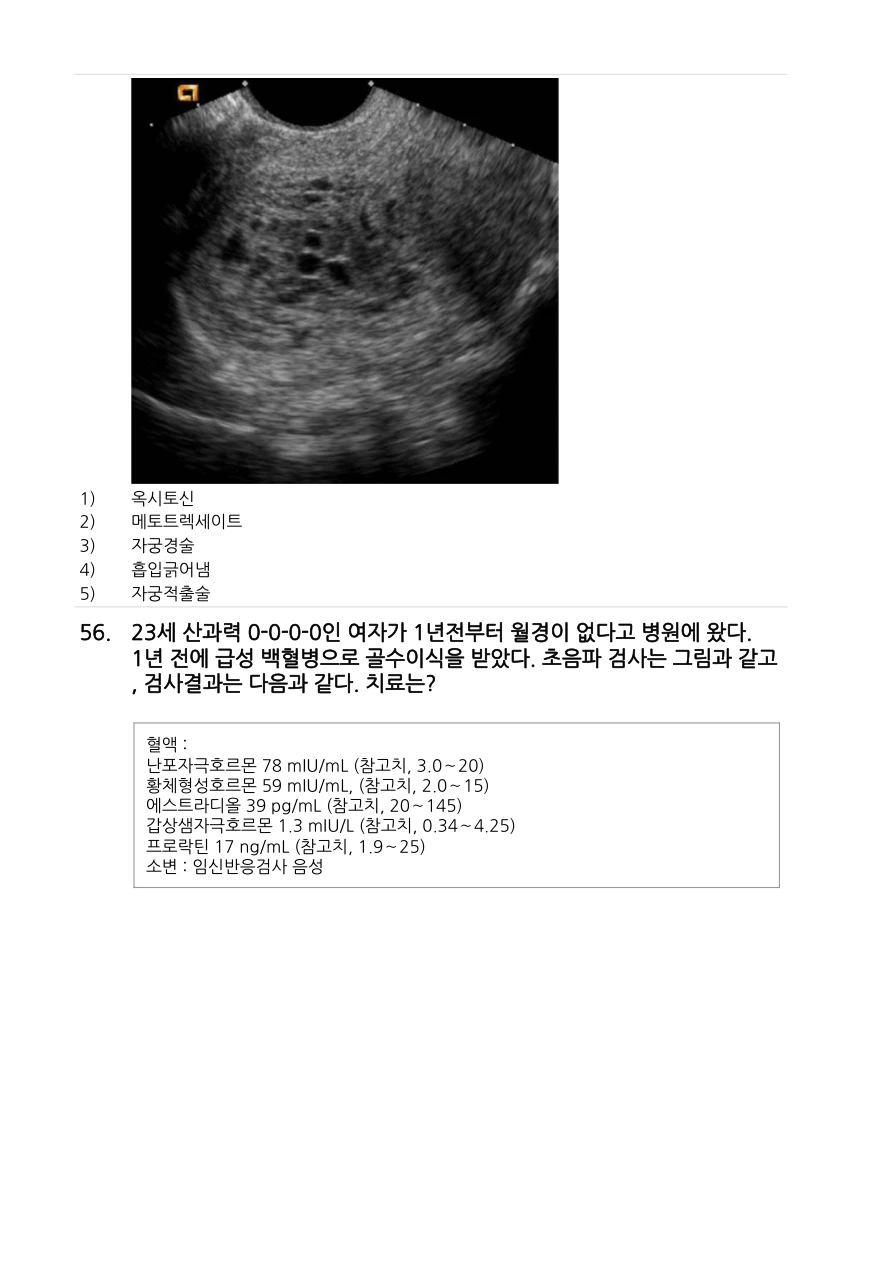 1) 옥시토신
2) 메토트렉세이트
3) 자궁경술
4) 흡입긁어냄
5) 자궁적출술
56. 23세 산과력 0-0-0-0인 여자가 1년전부터 월경이 없다고 병원에 왔다.
1년 전에 급성 백혈병으로 골수이식을 받았다. 초음파 검사는 그림과 같고
, 검사결과는 다음과 같다. 치료는?
혈액 :
난포자극호르몬 78 mIU/mL (참고치, 3.0~20)
황체형성호르몬 59 mIU/mL, (참고치, 2.0~15)
에스트라디올 39 pg/mL (참고치, 20~145)
갑상샘자극호르몬 1.3 mIU/L (참고치, 0.34~4.25)
프로락틴 17 ng/mL (참고치, 1.9~25)
소변 : 임신반응검사 음성